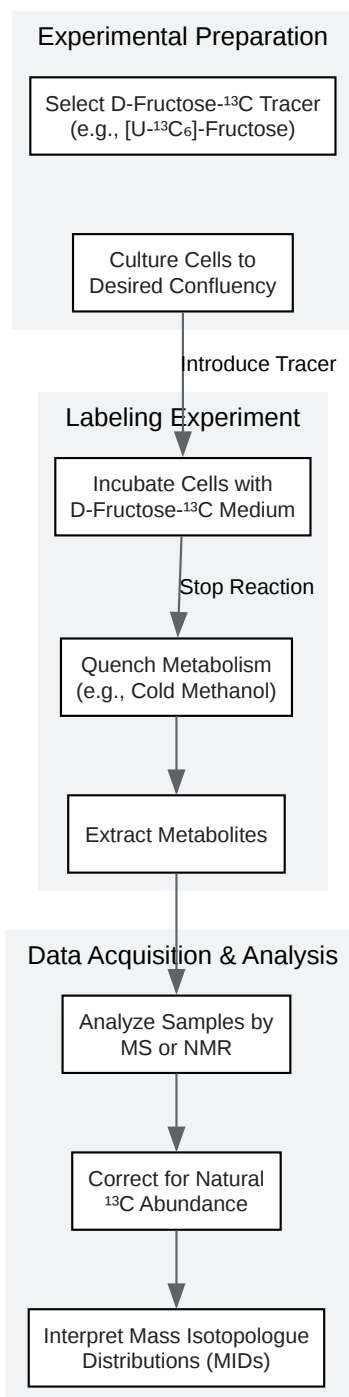 Experimental Preparation
Select D-Fructose-¹³C Tracer
(e.g., [U-¹³C₆]-Fructose)
Culture Cells to
Desired Confluency
Introduce Tracer
Labeling Experiment
Incubate Cells with
D-Fructose-¹³C Medium
Stop Reaction
Quench Metabolism
(e.g., Cold Methanol)
Extract Metabolites
Data Acquisition & Analysis
Analyze Samples by
MS or NMR
Correct for Natural
¹³C Abundance
Interpret Mass Isotopologue
Distributions (MIDs)